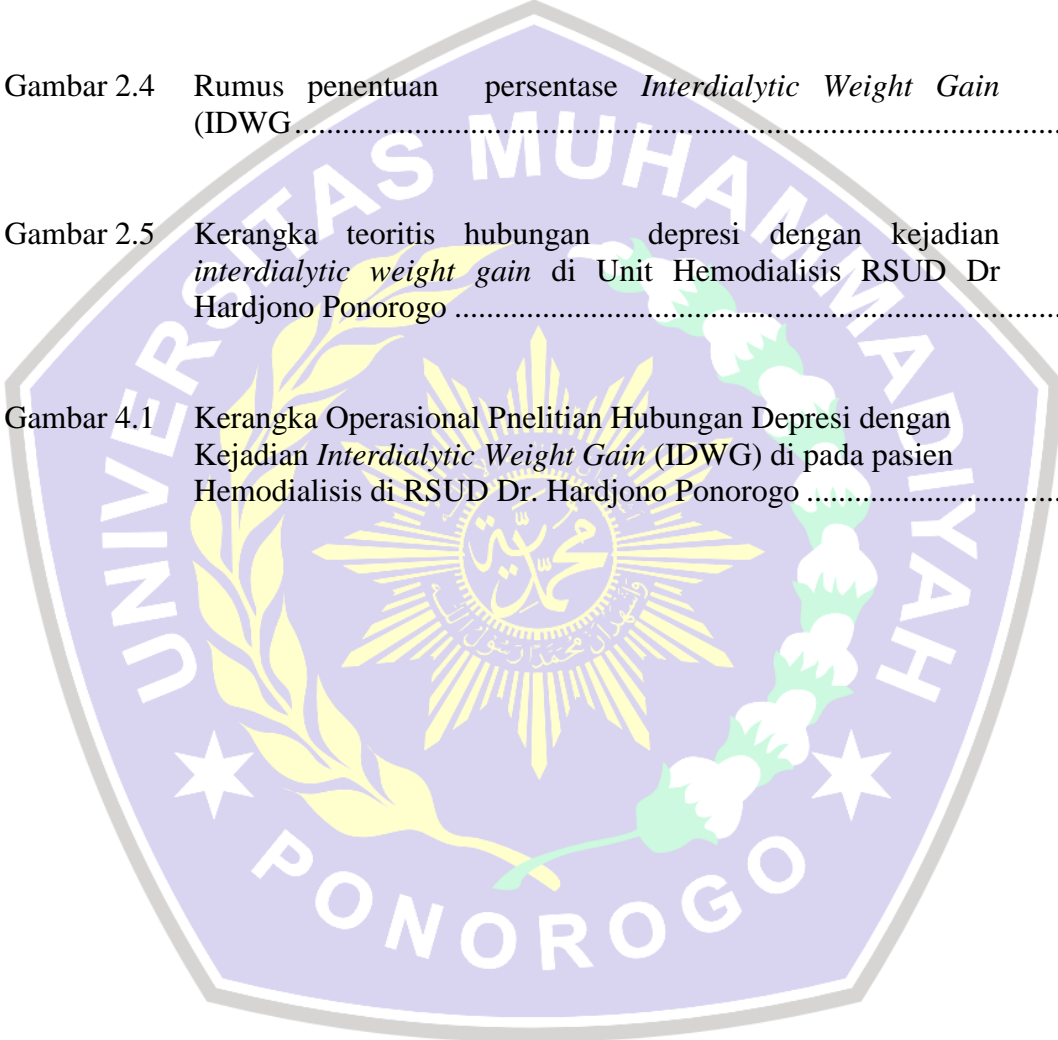 Gambar 2.4 Rumus penentuan persentase Interdialytic Weight Gain
(IDWG................................................................................................
Gambar 2.5 Kerangka teoritis hubungan depresi dengan kejadian
interdialytic weight gain di Unit Hemodialisis RSUD Dr
Hardjono Ponorogo ............................................................................
Gambar 4.1 Kerangka Operasional Pnelitian Hubungan Depresi dengan
Kejadian Interdialytic Weight Gain (IDWG) di pada pasien
Hemodialisis di RSUD Dr. Hardjono Ponorogo ................................
UNIVERSITAS MUHAMMADIYAH
PONOROGO